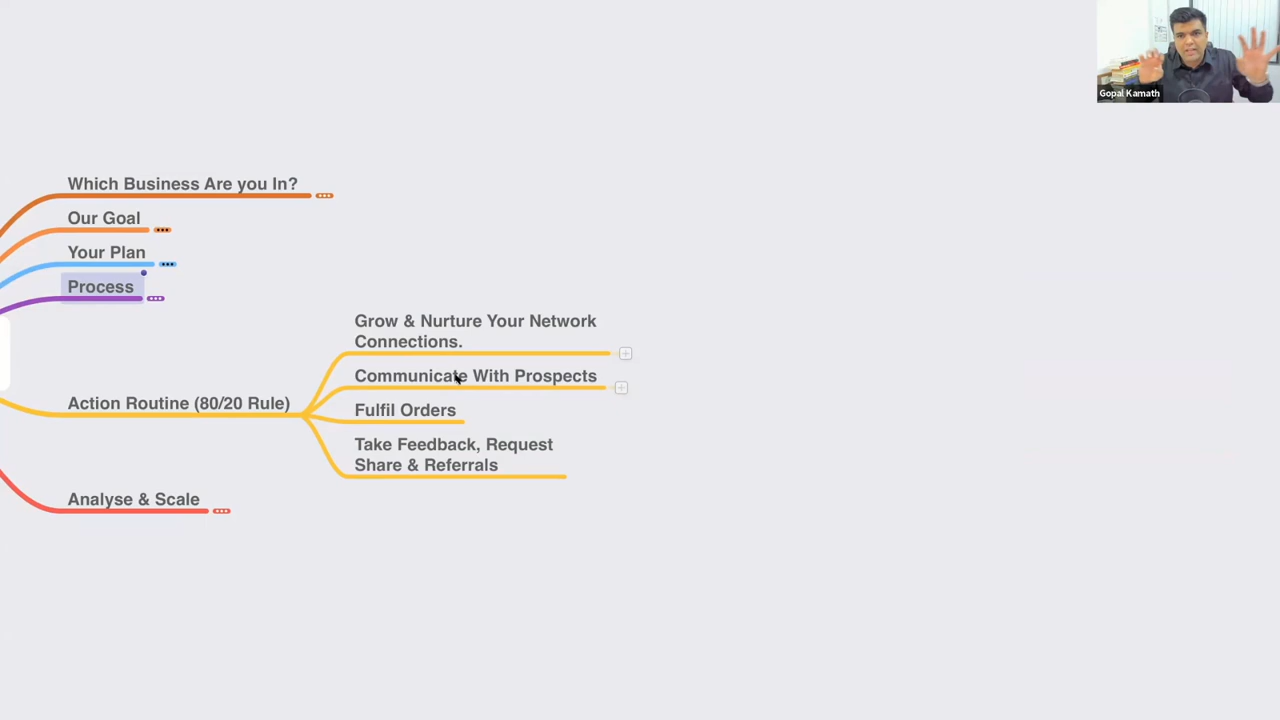 Gopal Kamath
Which Business Are you In?
Our Goal
Your Plan
Process
Grow & Nurture Your Network
Connections.
Communicate With Prospects
Action Routine (80/20 Rule)
Fulfil Orders
Take Feedback, Request
Share & Referrals
Analyse & Scale